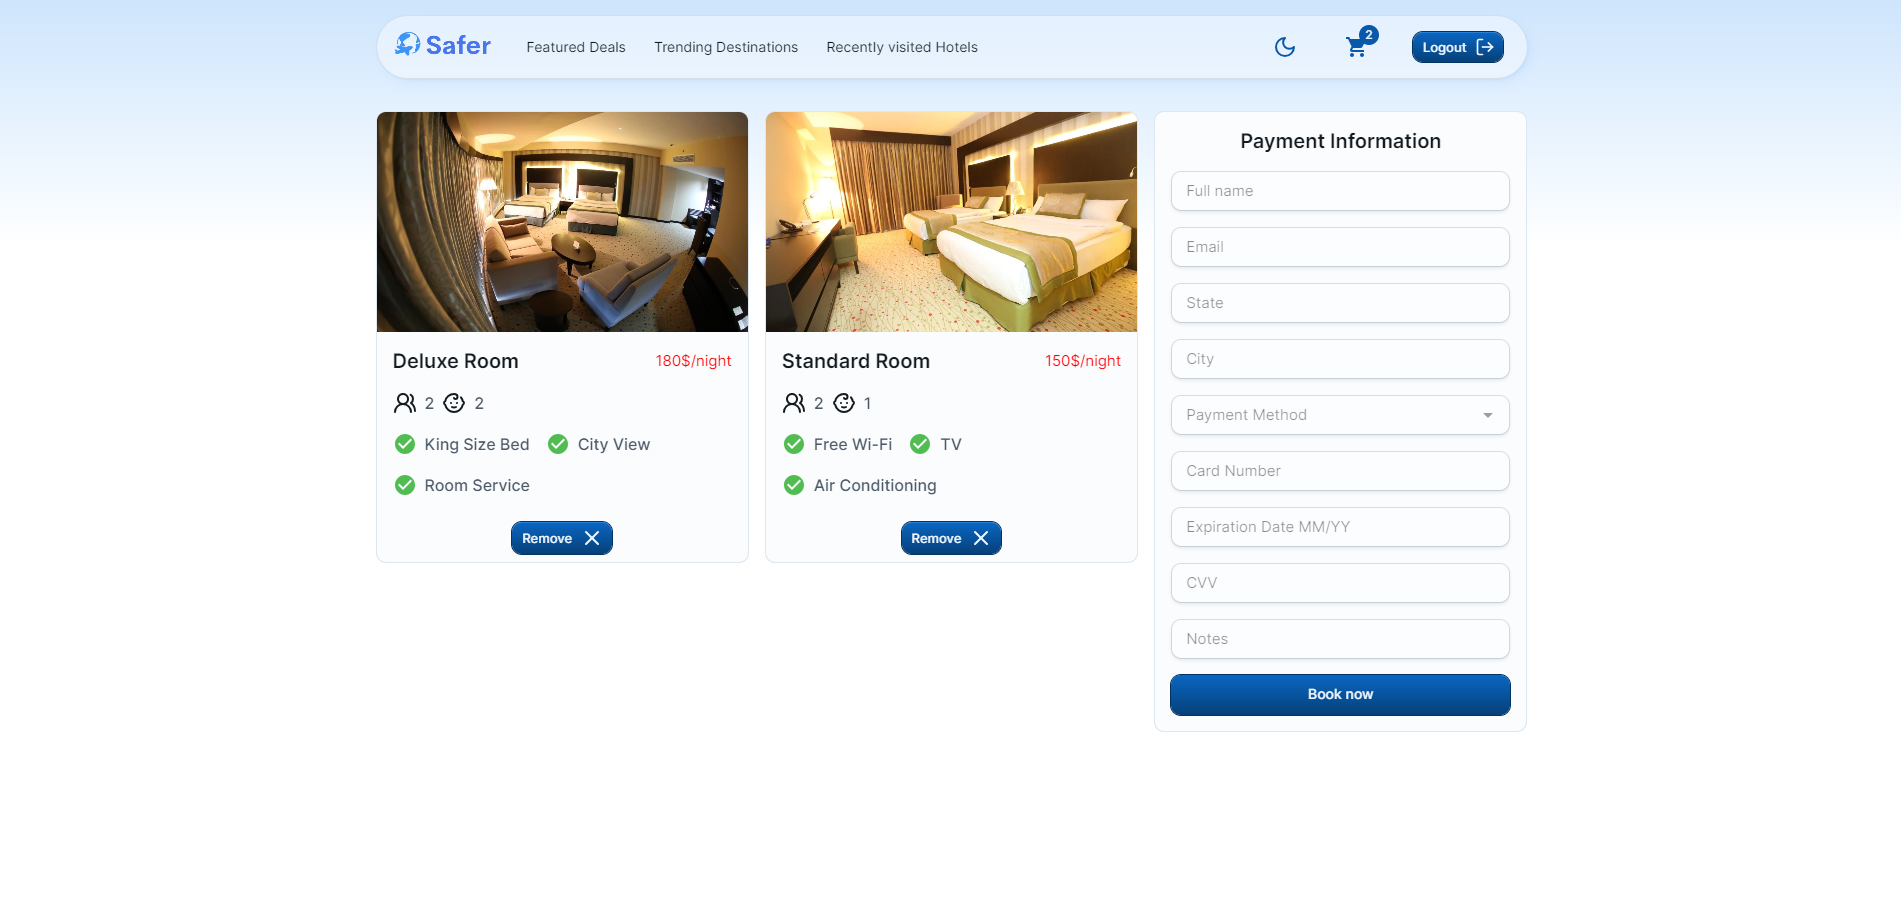 Safer
Featured Deals
Trending Destinations
Recently visited Hotels
2
Logout
Deluxe Room
180$/night
2
2
King Size Bed
City View
Room Service
Remove
Standard Room
150$/night
2
1
Free Wi-Fi
TV
Air Conditioning
Remove
Payment Information
Full name
Email
State
City
Payment Method
Card Number
Expiration Date MM/YY
CVV
Notes
Book now